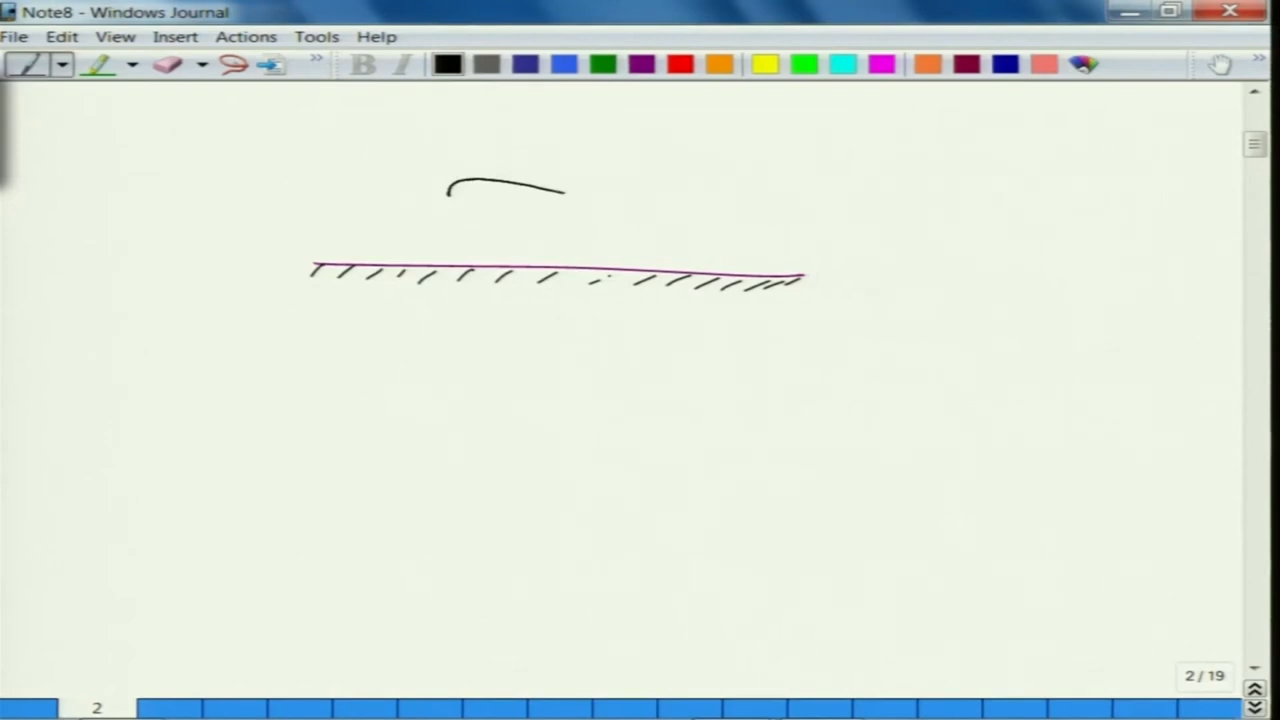 Note8 - Windows Journal
File Edit View Insert Actions Tools Help
B I
2 / 19
2